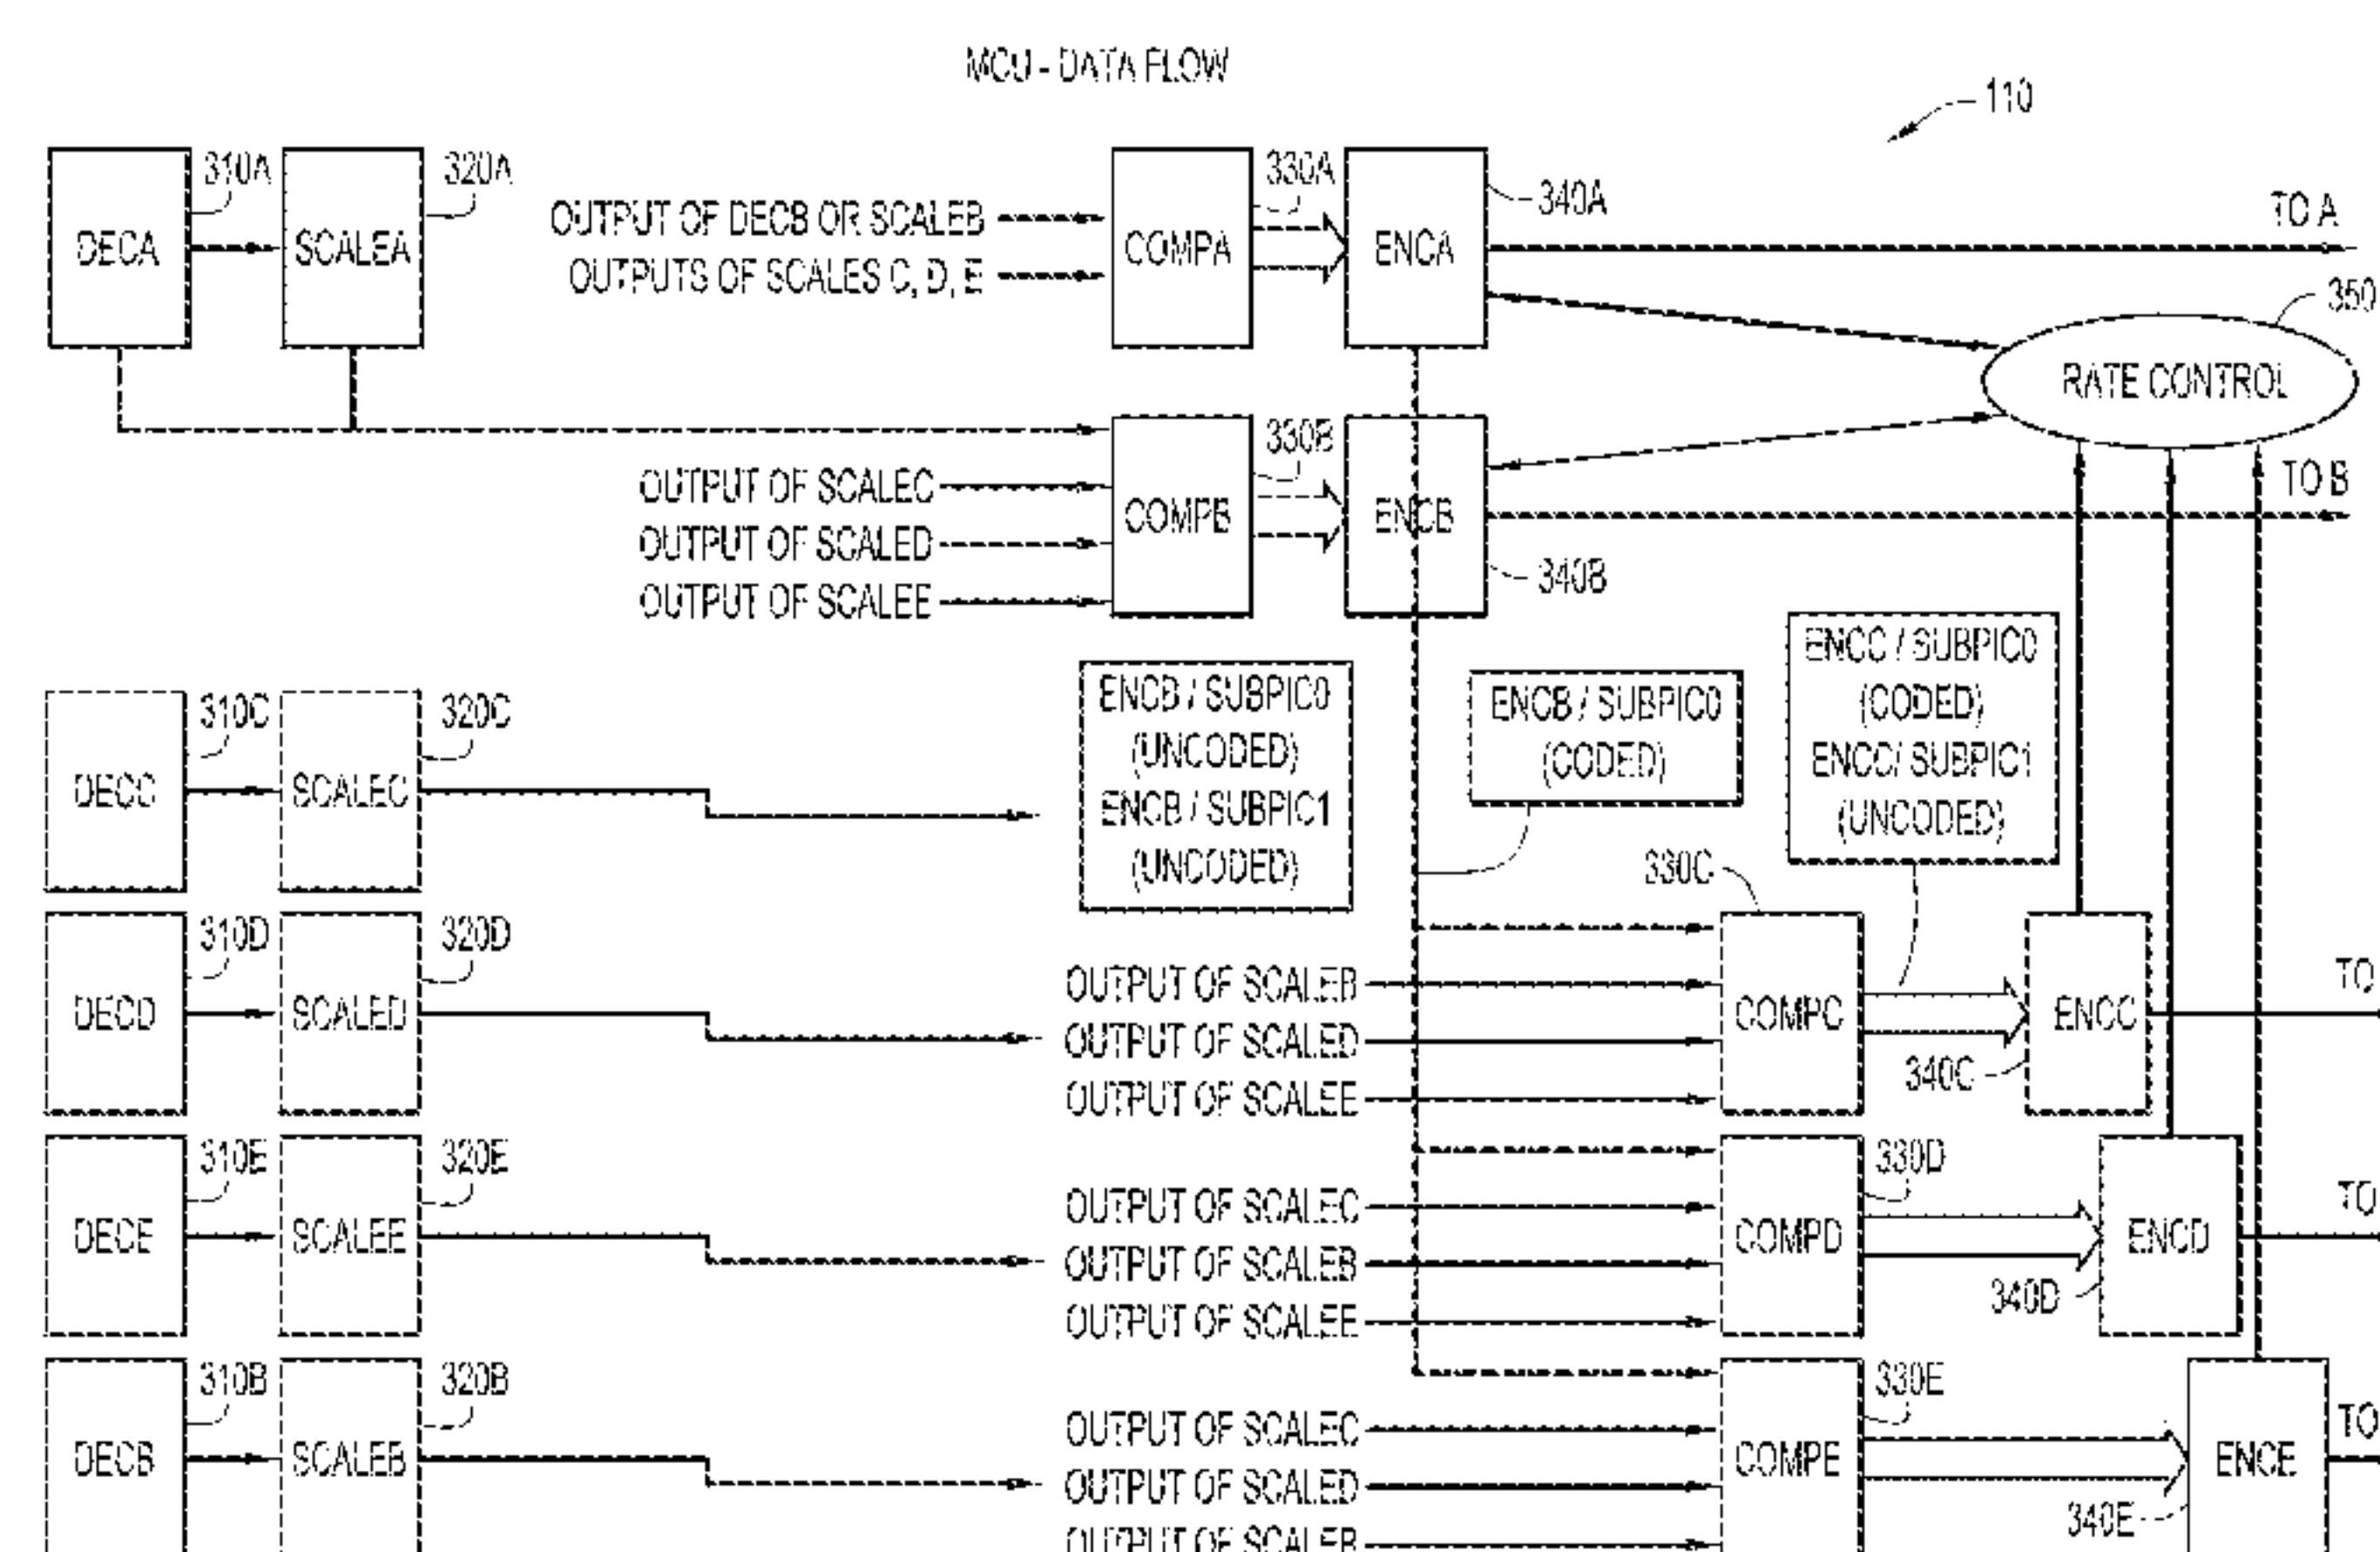 MCU - DATA FLOW
110
310A
320A
DECA
SCALEA
OUTPUT OF DECB OR SCALEB
OUTPUTS OF SCALES C, D, E
COMPA
330A
ENCA
340A
TO A
350
RATE CONTROL
OUTPUT OF SCALEC
OUTPUT OF SCALED
OUTPUT OF SCALEE
COMPB
330B
ENCB
340B
TO B
ENCB / SUBPIC0
(UNCODED)
ENCB / SUBPIC1
(UNCODED)
ENCB / SUBPIC0
(CODED)
ENCC / SUBPIC0
(CODED)
ENCC/ SUBPIC1
(UNCODED)
310C
320C
DECC
SCALEC
310D
320D
DECD
SCALED
OUTPUT OF SCALEB
OUTPUT OF SCALED
OUTPUT OF SCALEE
330C
COMPC
ENCC
340C
TO
310E
320E
DECE
SCALEE
OUTPUT OF SCALEC
OUTPUT OF SCALEB
OUTPUT OF SCALEE
330D
COMPD
ENCD
340D
TO
310B
320B
DECB
SCALEB
OUTPUT OF SCALEC
OUTPUT OF SCALED
OUTPUT OF SCALEB
330E
COMPE
ENCE
340E
TO